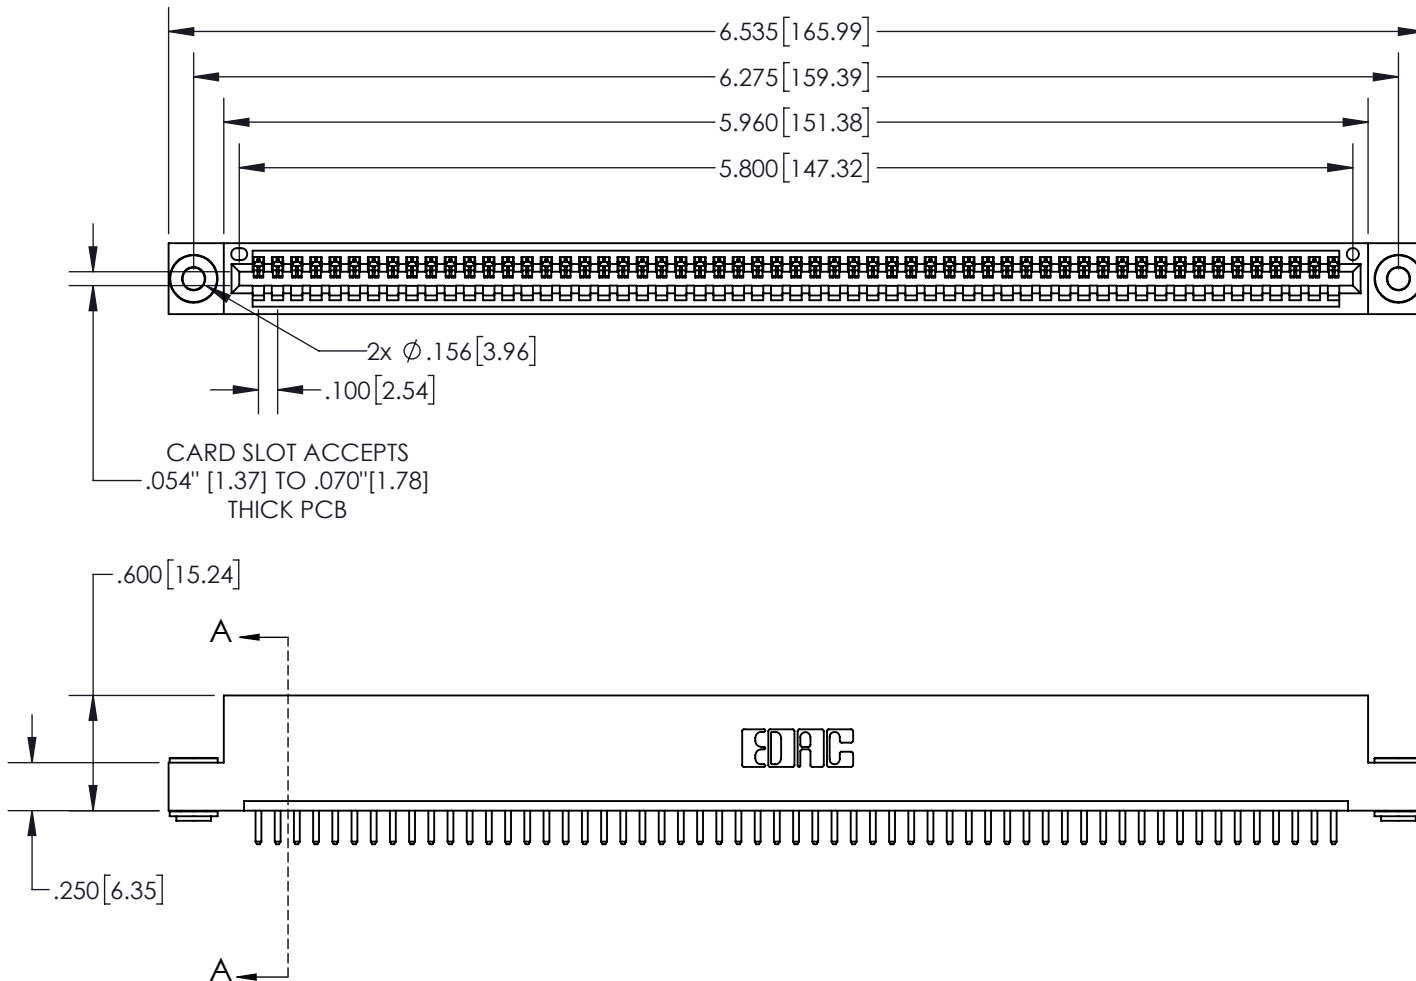 6.535[165.99]
6.275[159.39]
5.960[151.38]
5.800[147.32]
2x ∅.156[3.96]
.100[2.54]
CARD SLOT ACCEPTS
.054" [1.37] TO .070"[1.78]
THICK PCB
.600[15.24]
A
EDAC
.250[6.35]
A